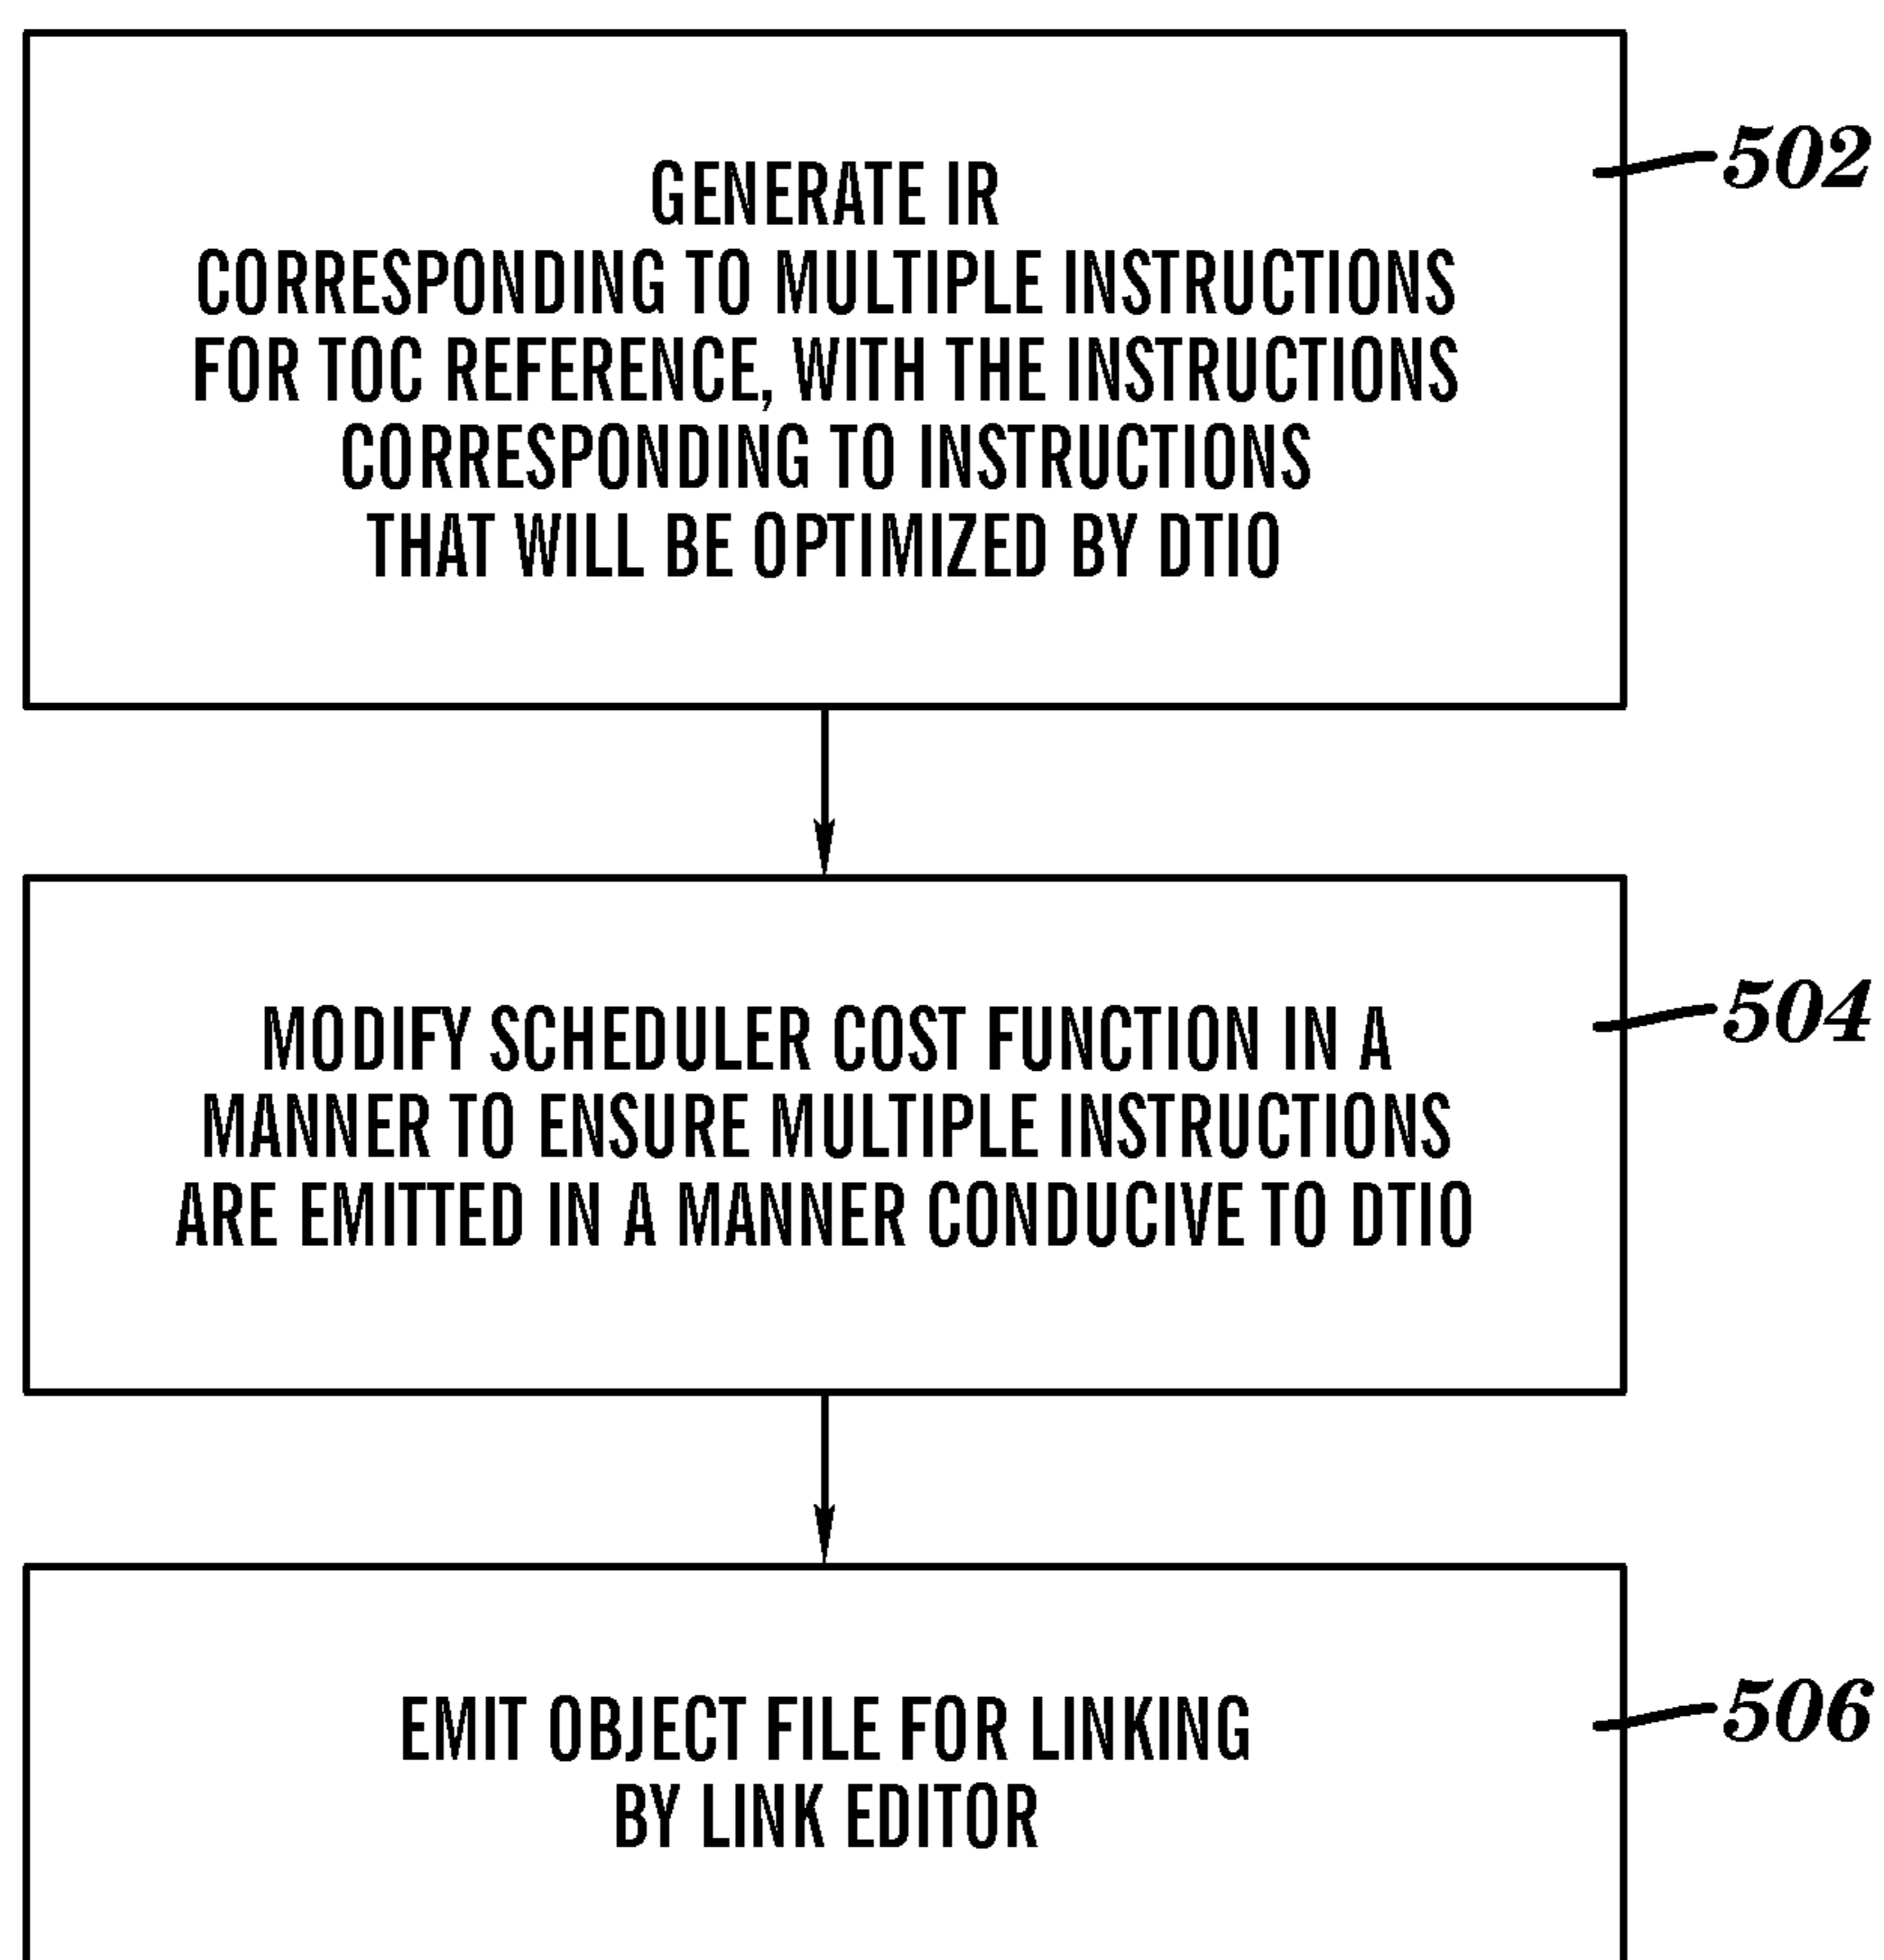 GENERATE IR
CORRESPONDING TO MULTIPLE INSTRUCTIONS
FOR TOC REFERENCE, WITH THE INSTRUCTIONS
CORRESPONDING TO INSTRUCTIONS
THAT WILL BE OPTIMIZED BY DTIO
502
MODIFY SCHEDULER COST FUNCTION IN A
MANNER TO ENSURE MULTIPLE INSTRUCTIONS
ARE EMITTED IN A MANNER CONDUCIVE TO DTIO
504
EMIT OBJECT FILE FOR LINKING
BY LINK EDITOR
506